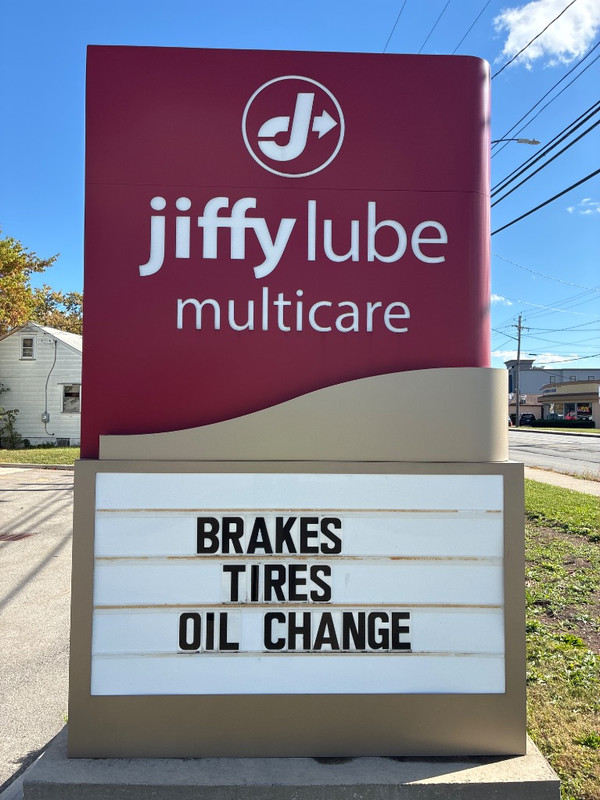 jiffy lube
multicare
BRAKES
TIRES
OIL CHANGE